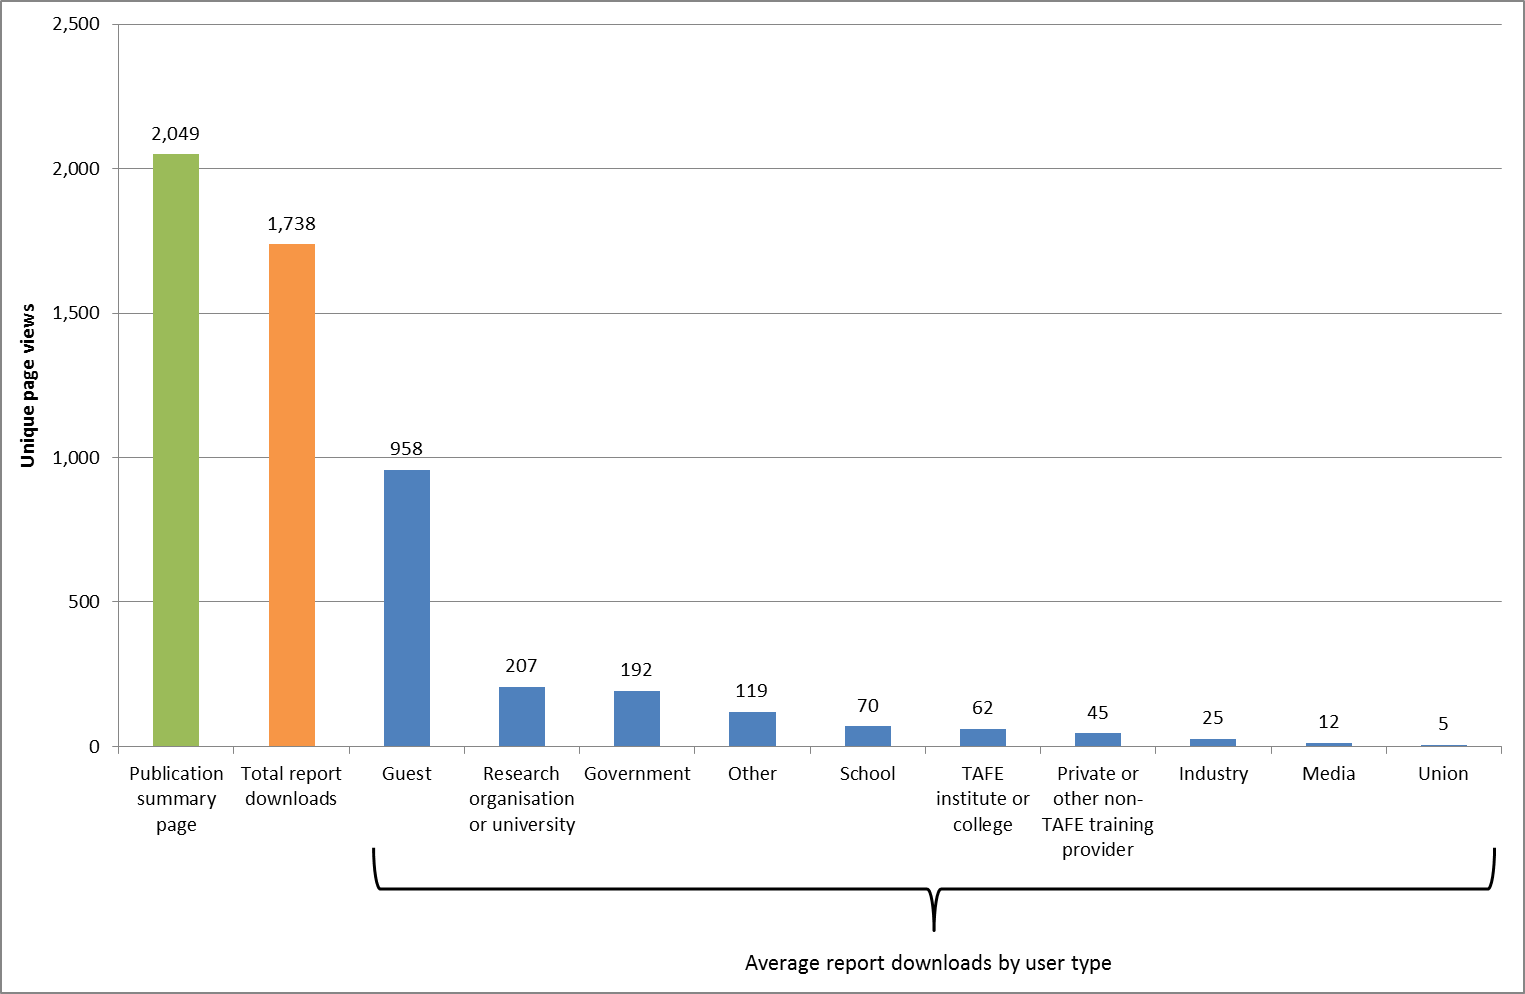 2,500
2,000
1,500
1,000
500
0
Unique page views
2,049
1,738
958
207
192
119
70
62
45
25
12
5
Publication
summary
page
Total report
downloads
Guest
Research
organisation
or university
Government
Other
School
TAFE
institute or
college
Private or
other non-
TAFE training
provider
Industry
Media
Union
Average report downloads by user type